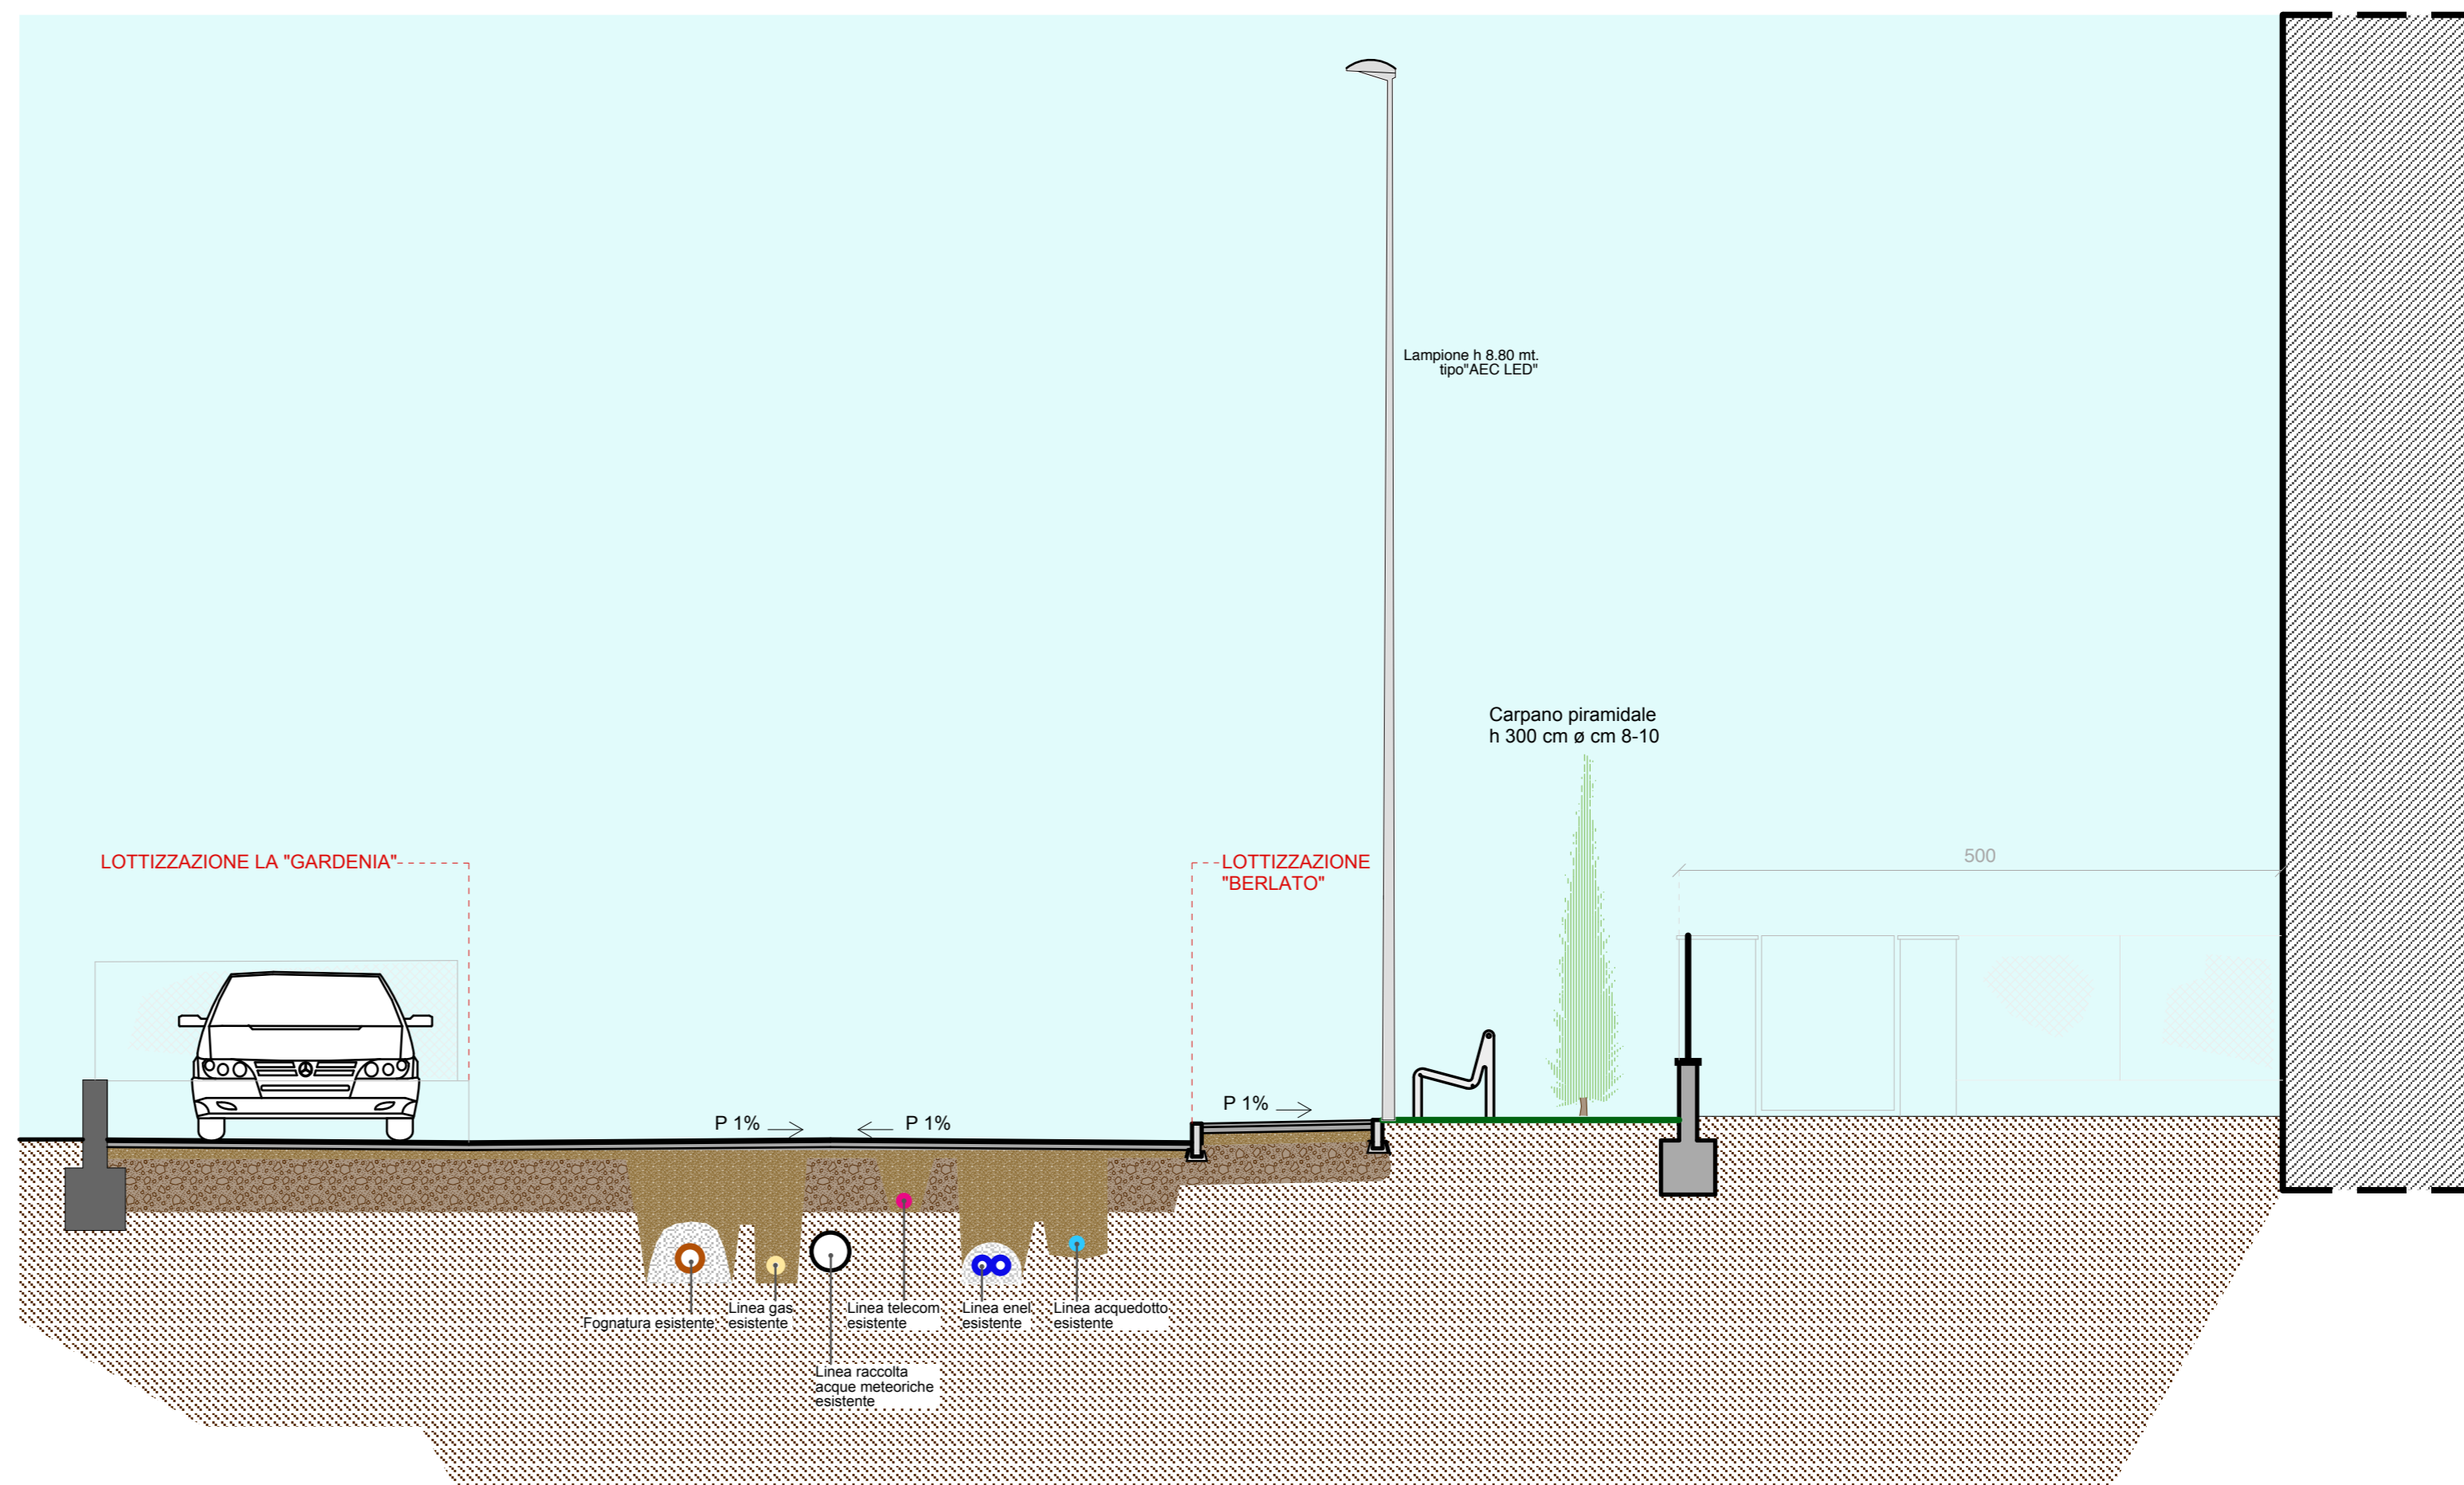 Lampione h 8.80 mt.
tipo"AEC LED"
Carpano piramidale
h 300 cm ø cm 8-10
LOTTIZZAZIONE LA "GARDENIA"
LOTTIZZAZIONE
"BERLATO"
500
P 1%
P 1%
P 1%
Fognatura esistente
Linea gas
esistente
Linea telecom
esistente
Linea enel
esistente
Linea acquedotto
esistente
Linea raccolta
acque meteoriche
esistente